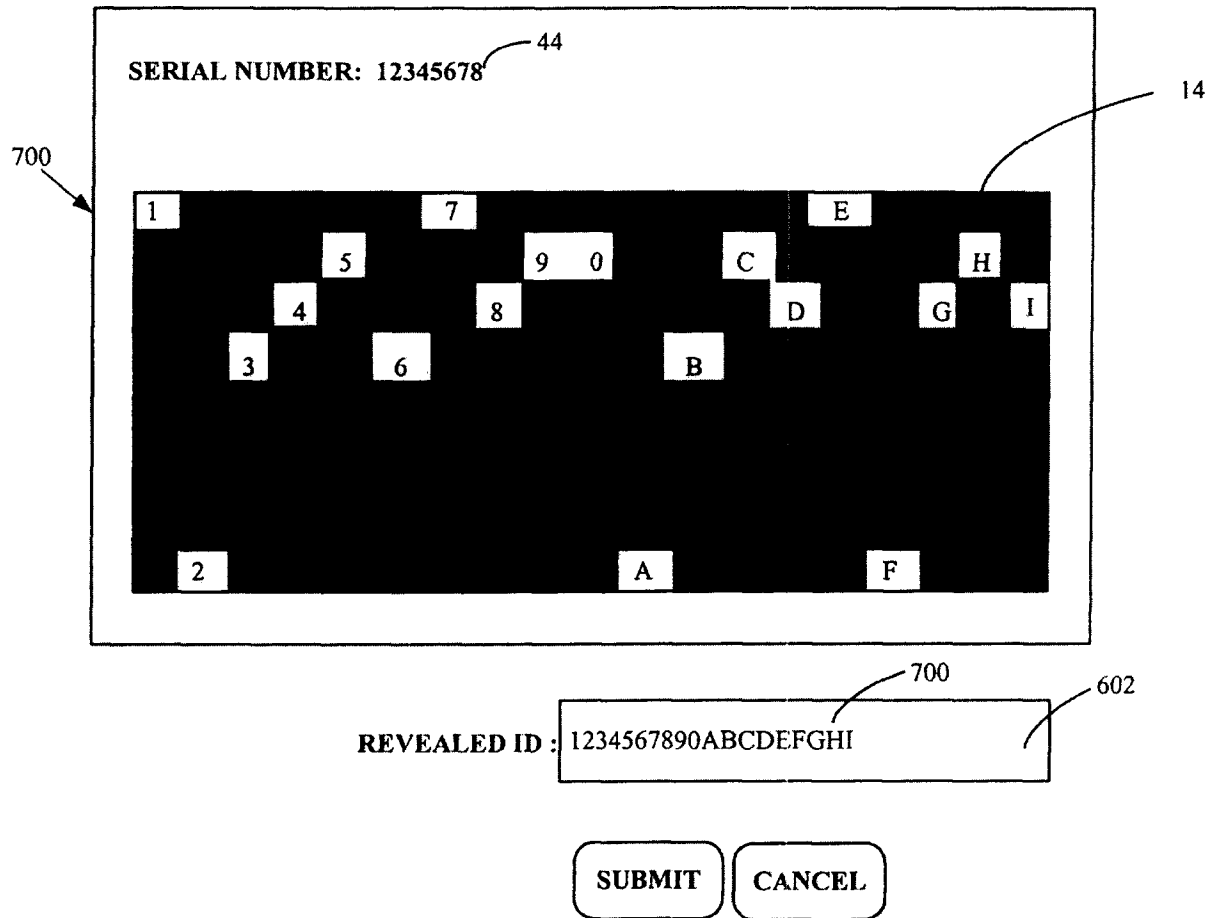 44
SERIAL NUMBER: 12345678
14
700
1 7 E
5 9 0 C H
4 8 D G I
3 6 B
2 A F
700
602
REVEALED ID : 1234567890ABCDEFGHI
SUBMIT CANCEL